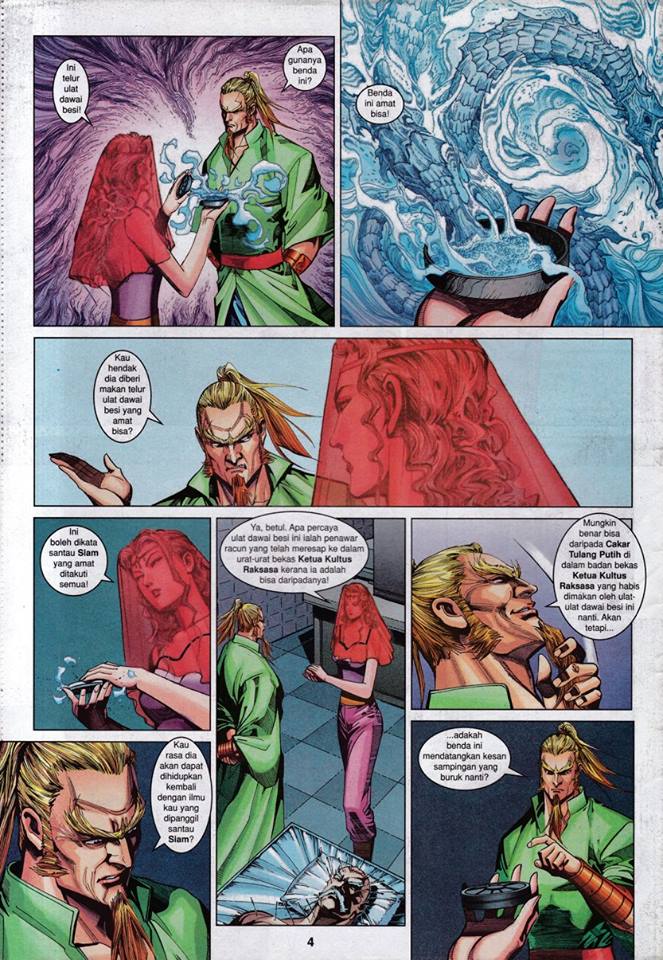 Ini
telur
ulat
dawai
besi!
Apa
gunanya
benda
ini?
Benda
ini amat
bisa!
Kau
hendak
dia diberi
makan telur
ulat dawai
besi yang
amat
bisa?
Ini
boleh dikata
santau Siam
yang amat
ditakuti
semua!
Kau
rasa dia
akan dapat
dihidupkan
kembali
dengan ilmu
kau yang
dipanggil
santau
Siam?
Ya, betul. Apa percaya
ulat dawai besi ini ialah penawar
racun yang telah meresap ke dalam
urat-urat bekas Ketua Kultus
Raksasa kerana ia adalah
bisa daripadanya!
Mungkin
benar bisa
daripada Cakar
Tulang Putih di
dalam badan bekas
Ketua Kultus
Raksasa yang habis
dimakan oleh ulat-
ulat dawai besi ini
nanti. Akan
tetapi...
...adakah
benda ini
mendatangkan kesan
sampingan yang
buruk nanti?
4